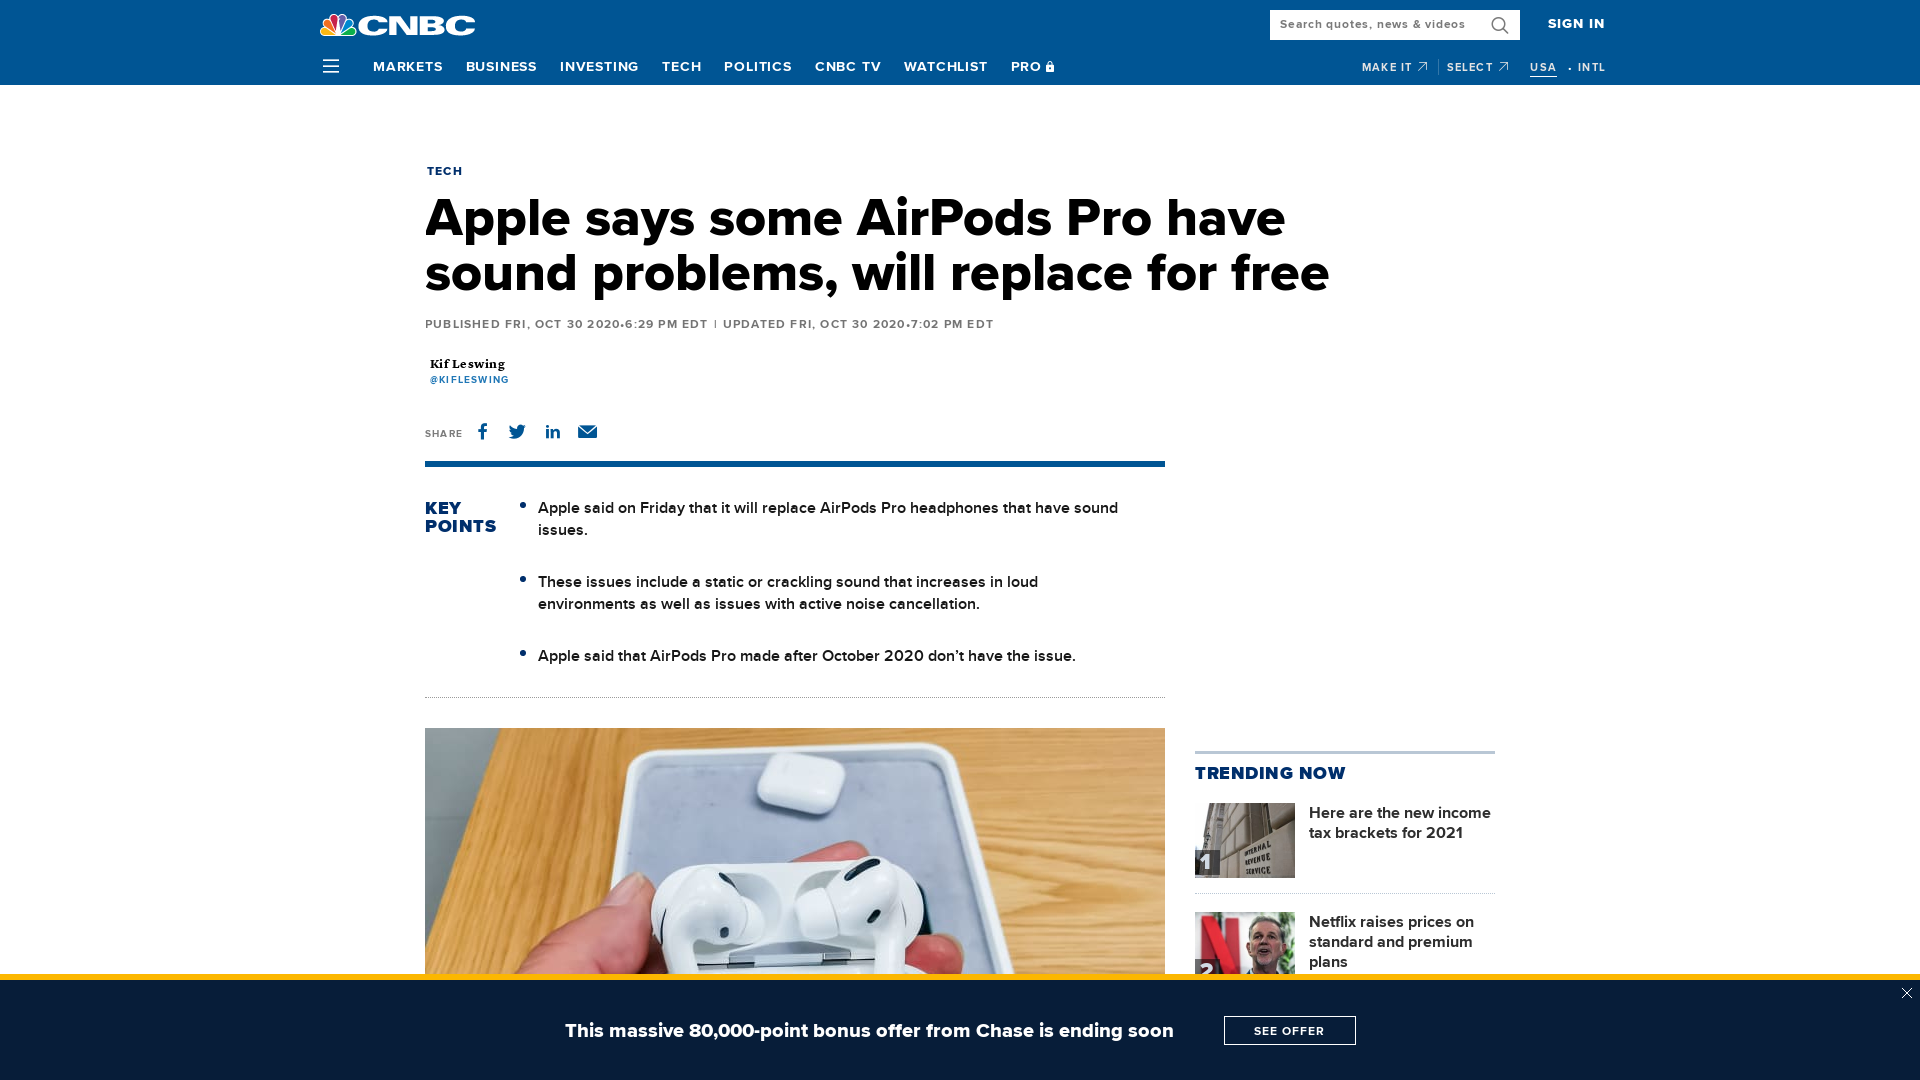 CNBC
Search quotes, news & videos
SIGN IN
MARKETS BUSINESS INVESTING TECH POLITICS CNBC TV WATCHLIST PRO
MAKE IT SELECT USA • INTL
TECH
Apple says some AirPods Pro have
sound problems, will replace for free
PUBLISHED FRI, OCT 30 2020•6:29 PM EDT | UPDATED FRI, OCT 30 2020•7:02 PM EDT
Kif Leswing
@KIFLESWING
SHARE
KEY
POINTS
Apple said on Friday that it will replace AirPods Pro headphones that have sound
issues.
These issues include a static or crackling sound that increases in loud
environments as well as issues with active noise cancellation.
Apple said that AirPods Pro made after October 2020 don’t have the issue.
TRENDING NOW
INTERNAL
REVENUE
SERVICE
1
Here are the new income
tax brackets for 2021
2
Netflix raises prices on
standard and premium
plans
This massive 80,000-point bonus offer from Chase is ending soon
SEE OFFER